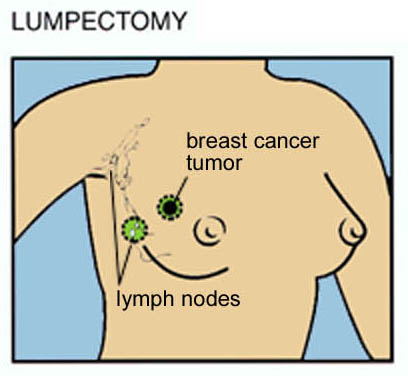 LUMPECTOMY
breast cancer
tumor
lymph nodes